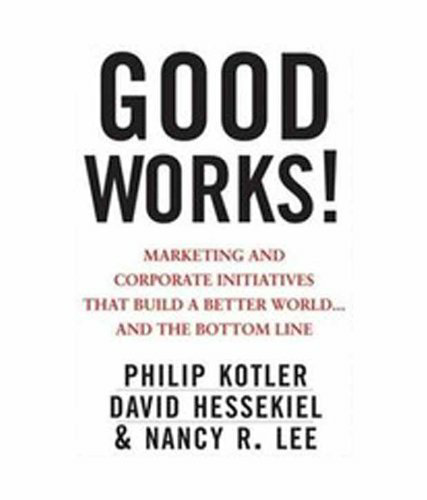 GOOD
WORKS!
MARKETING AND
CORPORATE INITIATIVES
THAT BUILD A BETTER WORLD...
AND THE BOTTOM LINE
PHILIP KOTLER
DAVID HESSEKIEL
& NANCY R. LEE